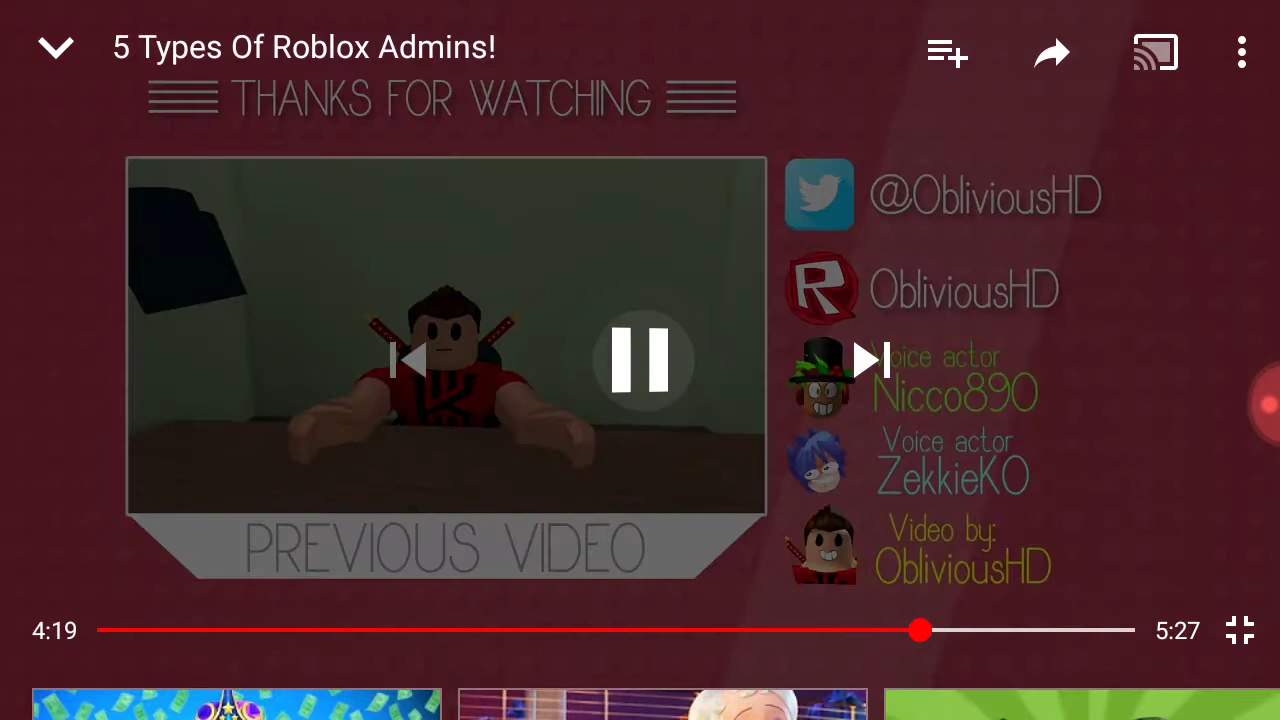 5 Types Of Roblox Admins!
THANKS FOR WATCHING
@ObliviousHD
R
ObliviousHD
Voice actor
Nicco890
Voice actor
ZekkieKO
PREVIOUS VIDEO
Video by:
ObliviousHD
4:19
5:27